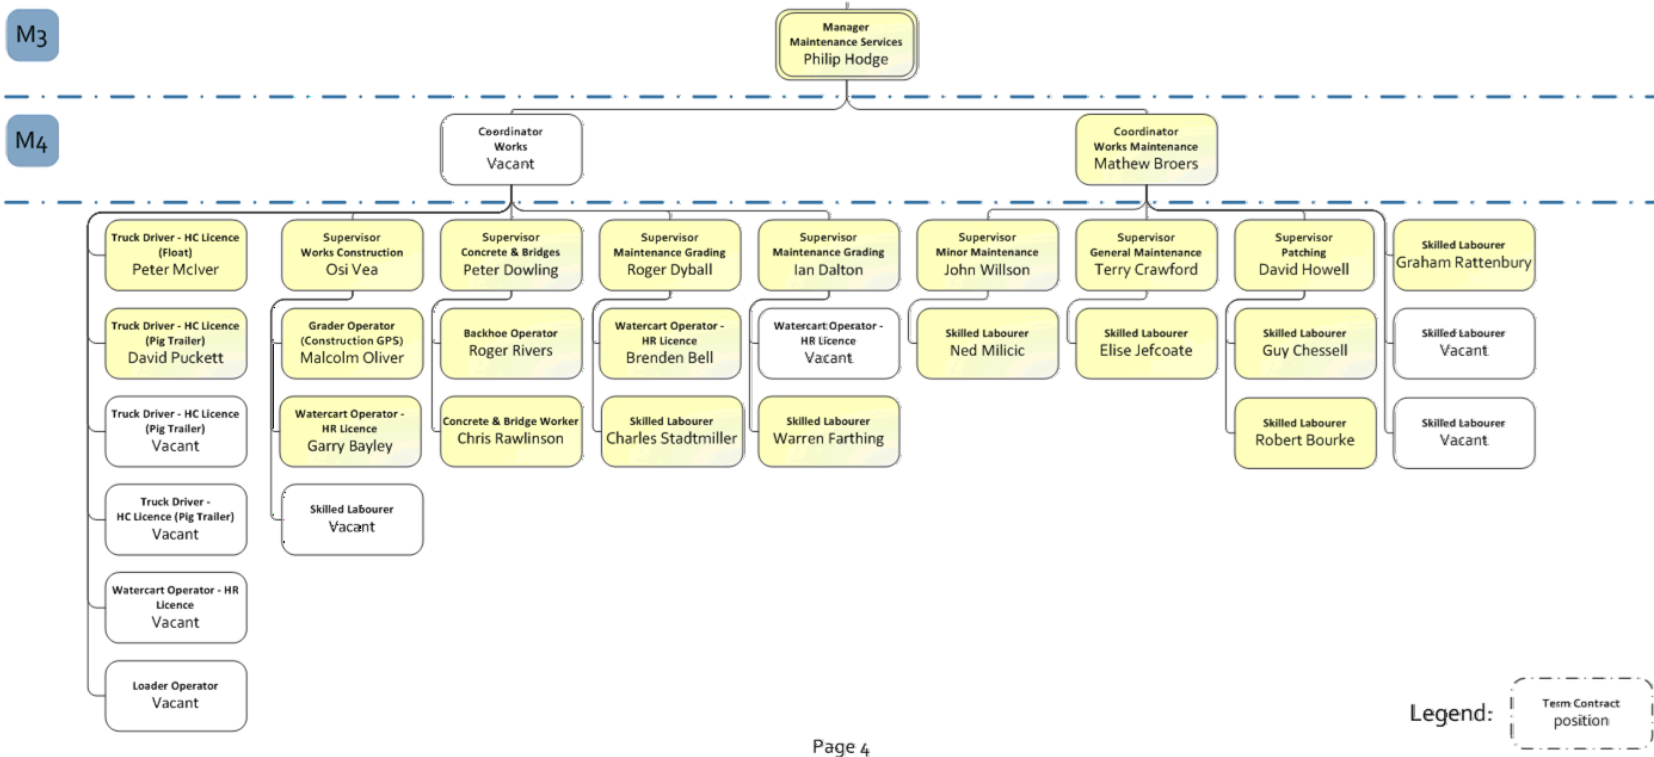 M3
Manager
Maintenance Services
Philip Hodge
M4
Coordinator
Works
Vacant
Coordinator
Works Maintenance
Mathew Broers
Truck Driver - HC Licence
(Float)
Peter McIver
Truck Driver - HC Licence
(Pig Trailer)
David Puckett
Truck Driver - HC Licence
(Pig Trailer)
Vacant
Truck Driver -
HC Licence (Pig Trailer)
Vacant
Watercart Operator - HR
Licence
Vacant
Loader Operator
Vacant
Supervisor
Works Construction
Osi Vea
Grader Operator
(Construction GPS)
Malcolm Oliver
Watercart Operator -
HR Licence
Garry Bayley
Skilled Labourer
Vacant
Supervisor
Concrete & Bridges
Peter Dowling
Backhoe Operator
Roger Rivers
Concrete & Bridge Worker
Chris Rawlinson
Supervisor
Maintenance Grading
Roger Dyball
Watercart Operator -
HR Licence
Brenden Bell
Skilled Labourer
Charles Stadtmiller
Supervisor
Maintenance Grading
Ian Dalton
Watercart Operator -
HR Licence
Vacant
Skilled Labourer
Warren Farthing
Supervisor
Minor Maintenance
John Willson
Skilled Labourer
Ned Milicic
Supervisor
General Maintenance
Terry Crawford
Skilled Labourer
Elise Jefcoate
Supervisor
Patching
David Howell
Skilled Labourer
Guy Chessell
Skilled Labourer
Robert Bourke
Skilled Labourer
Graham Rattenbury
Skilled Labourer
Vacant
Skilled Labourer
Vacant
Legend:
Term Contract
position
Page 4